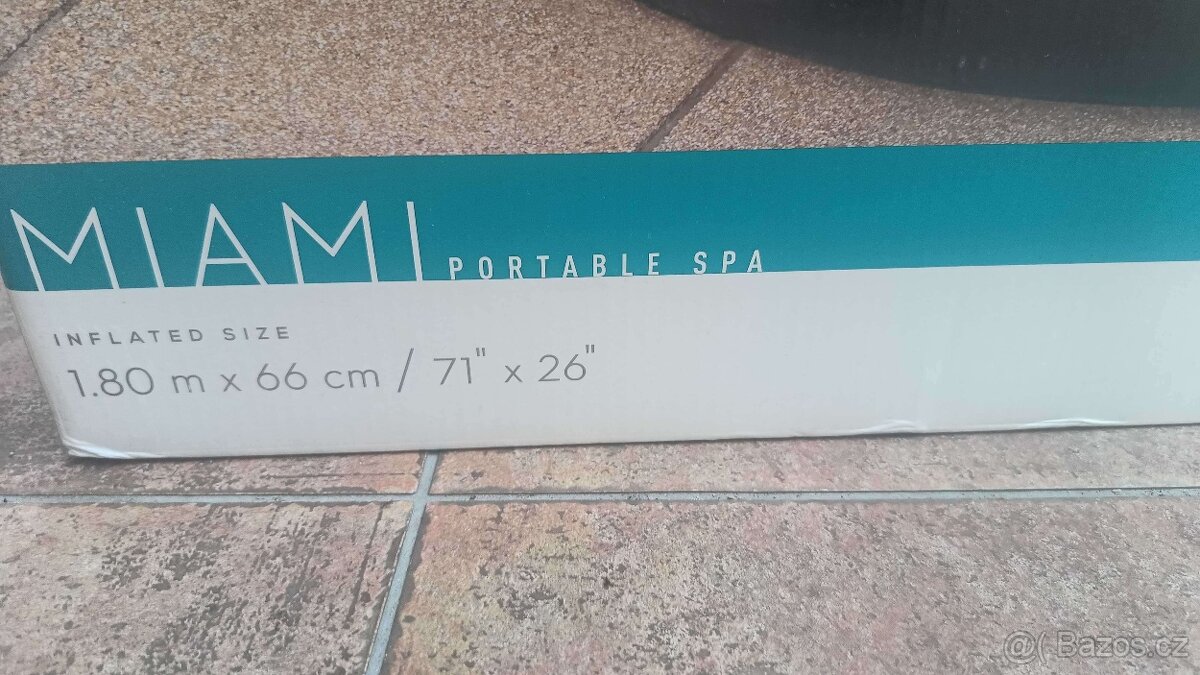 MIAMI PORTABLE SPA
INFLATED SIZE
1.80 m x 66 cm / 71" x 26"
@( Bazos.cz